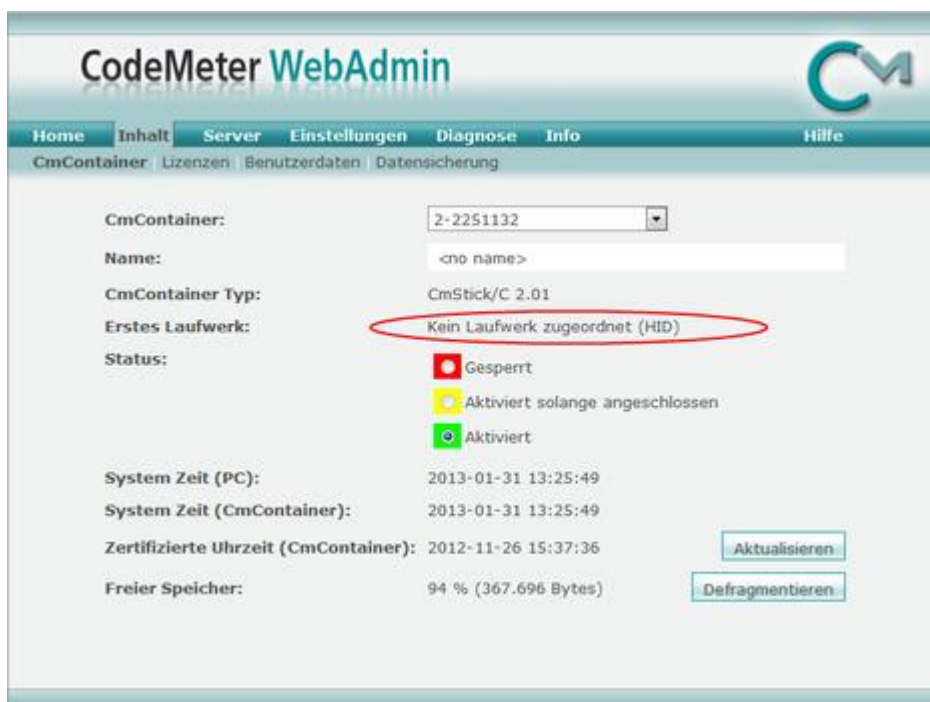 CodeMeter WebAdmin
CM
Home Inhalt Server Einstellungen Diagnose Info Hilfe
CmContainer Lizenzen Benutzerdaten Datensicherung
CmContainer: 2-2251132
Name: <no name>
CmContainer Typ: CmStick/C 2.01
Erstes Laufwerk: Kein Laufwerk zugeordnet (HID)
Status: Gesperrt
Aktiviert solange angeschlossen
Aktiviert
System Zeit (PC): 2013-01-31 13:25:49
System Zeit (CmContainer): 2013-01-31 13:25:49
Zertifizierte Uhrzeit (CmContainer): 2012-11-26 15:37:36 Aktualisieren
Freier Speicher: 94 % (367.696 Bytes) Defragmentieren